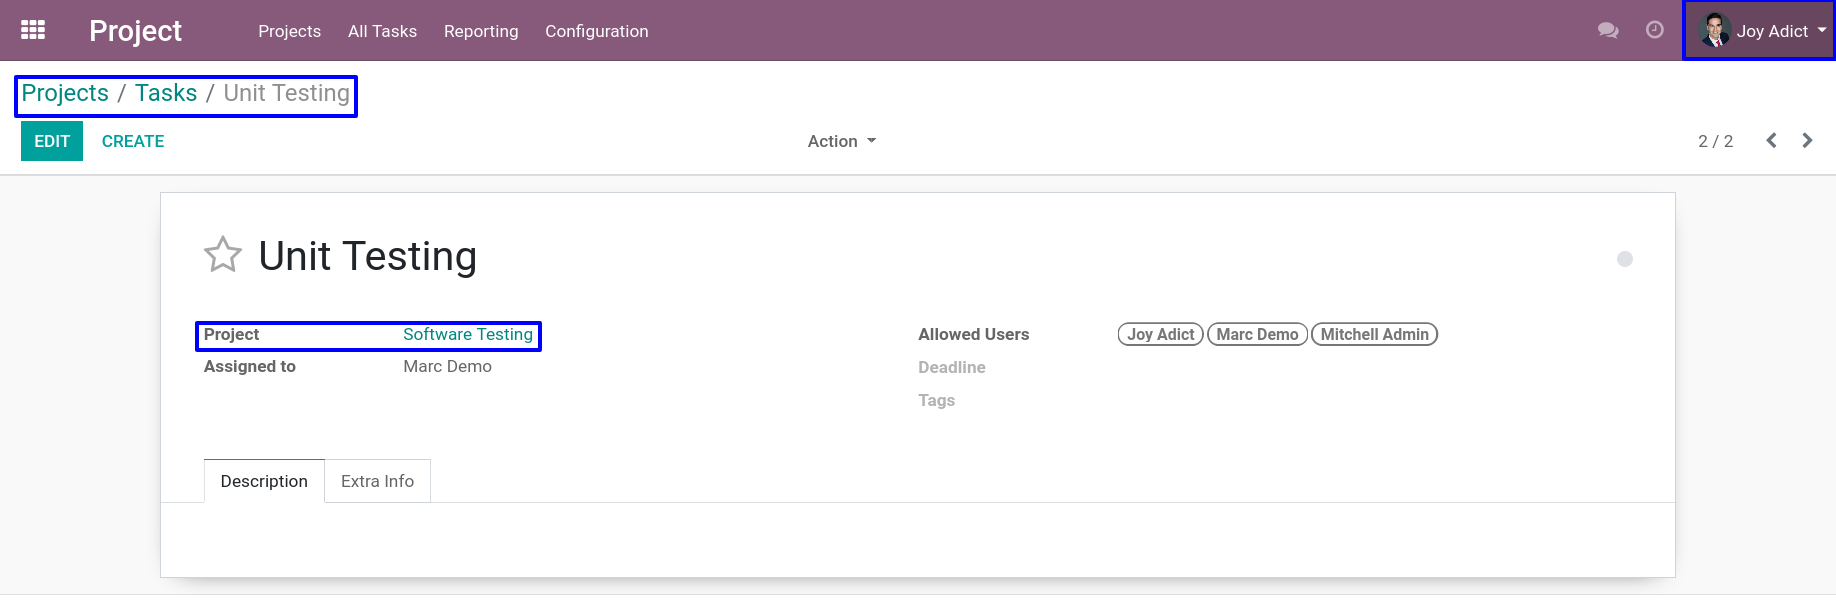 Project Projects All Tasks Reporting Configuration Joy Adict
Projects / Tasks / Unit Testing
EDIT CREATE Action 2 / 2
Unit Testing
Project Software Testing Allowed Users Joy Adict Marc Demo Mitchell Admin
Assigned to Marc Demo Deadline
Tags
Description Extra Info